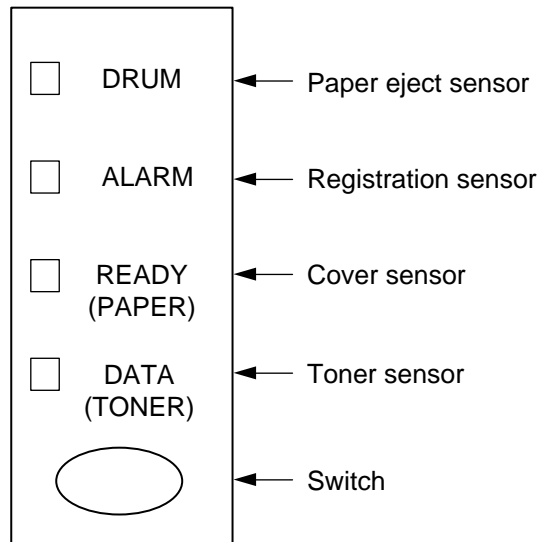 DRUM
Paper eject sensor
ALARM
Registration sensor
READY
(PAPER)
Cover sensor
DATA
(TONER)
Toner sensor
Switch